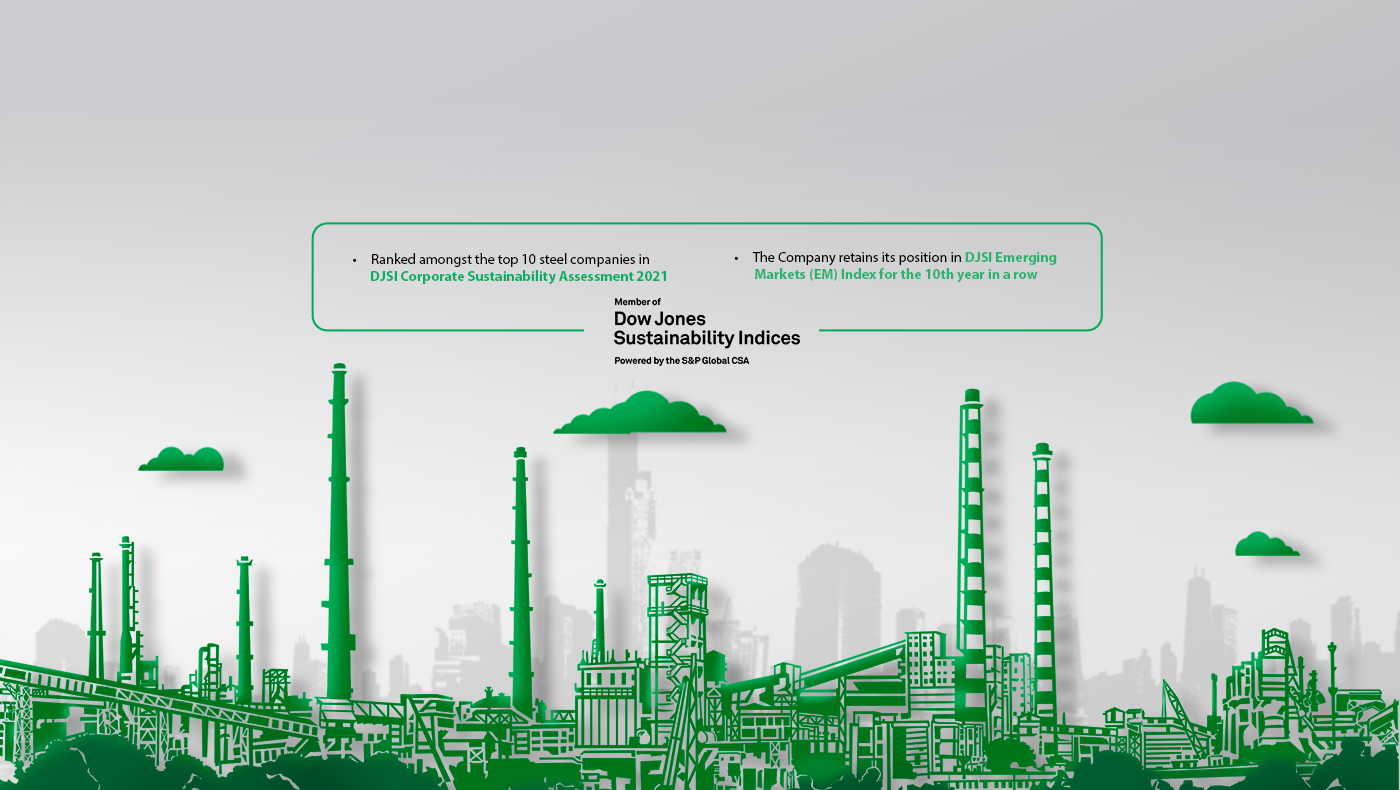 • Ranked amongst the top 10 steel companies in
DJSI Corporate Sustainability Assessment 2021
• The Company retains its position in DJSI Emerging
Markets (EM) Index for the 10th year in a row
Member of
Dow Jones
Sustainability Indices
Powered by the S&P Global CSA